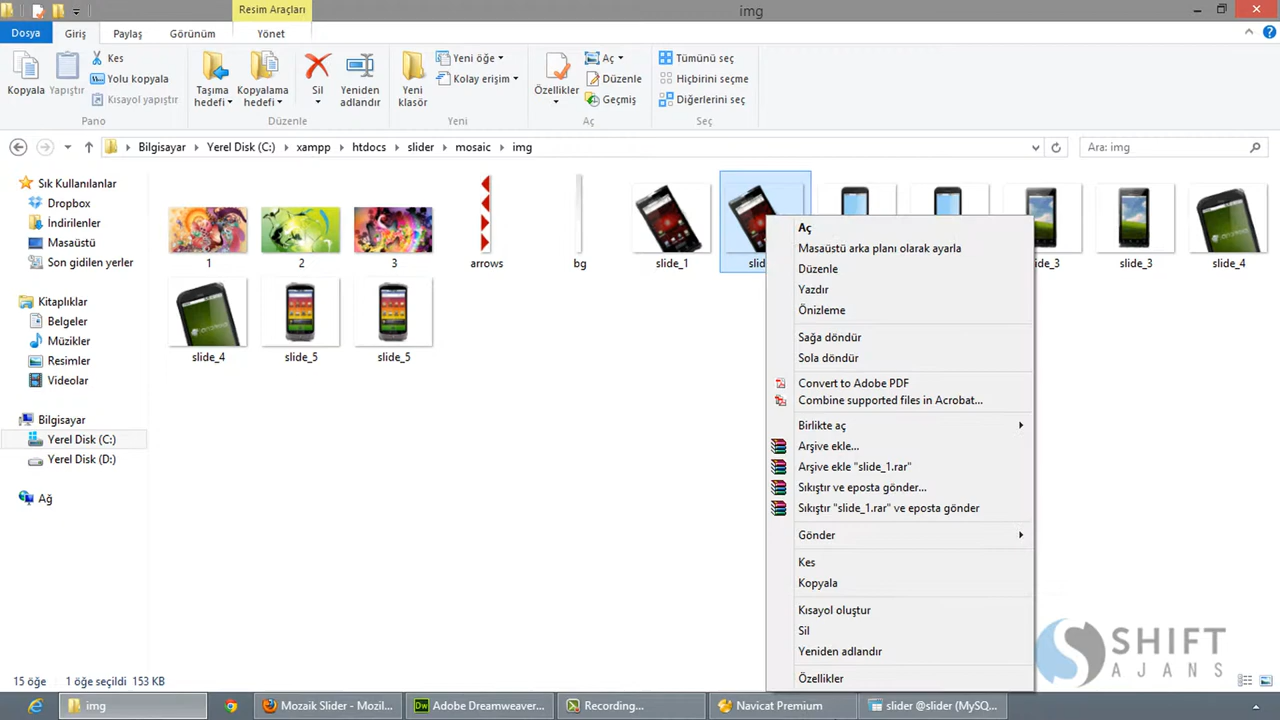 Resim Araçları
img
Dosya
Giriş
Paylaş
Görünüm
Yönet
Kopyala
Yapıştır
Kes
Yolu kopyala
Kısayol yapıştır
Pano
Taşıma hedefi
Kopyalama hedefi
Sil
Yeniden adlandır
Düzenle
Yeni klasör
Yeni öğe
Kolay erişim
Yeni
Özellikler
Aç
Düzenle
Geçmiş
Aç
Tümünü seç
Hiçbirini seçme
Diğerlerini seç
Seç
Bilgisayar
Yerel Disk (C:)
xampp
htdocs
slider
mosaic
img
Ara: img
Sık Kullanılanlar
Dropbox
İndirilenler
Masaüstü
Son gidilen yerler
Kitaplıklar
Belgeler
Müzikler
Resimler
Videolar
Bilgisayar
Yerel Disk (C:)
Yerel Disk (D:)
Ağ
1
2
3
arrows
bg
slide_1
slid
de_3
slide_3
slide_4
slide_4
slide_5
slide_5
Aç
Masaüstü arka planı olarak ayarla
Düzenle
Yazdır
Önizleme
Sağa döndür
Sola döndür
Convert to Adobe PDF
Combine supported files in Acrobat...
Birlikte aç
Arşive ekle...
Arşive ekle "slide_1.rar"
Sıkıştır ve eposta gönder...
Sıkıştır "slide_1.rar" ve eposta gönder
Gönder
Kes
Kopyala
Kısayol oluştur
Sil
Yeniden adlandır
Özellikler
SHIFT
AJANS
15 öğe
1 öğe seçildi 153 KB
img
Mozaik Slider - Mozil...
Dw Adobe Dreamweaver...
Recording...
Navicat Premium
slider @slider (MySQ...